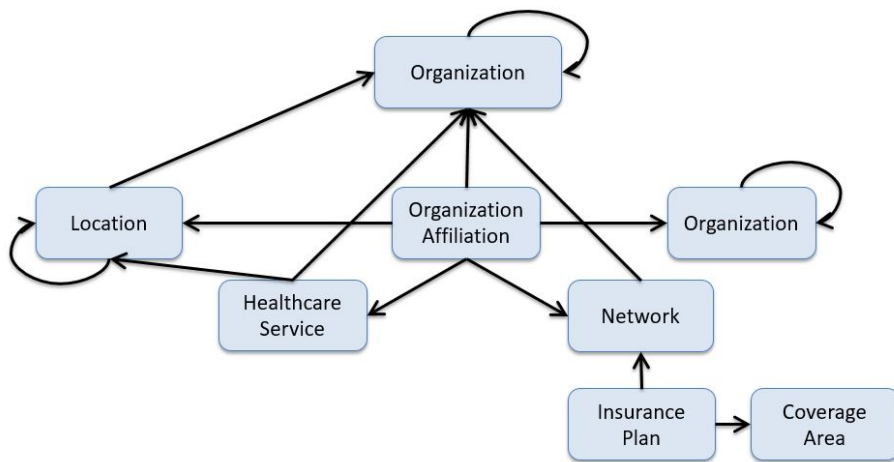 Organization
Location
Organization
Affiliation
Organization
Healthcare
Service
Network
Insurance
Plan
Coverage
Area